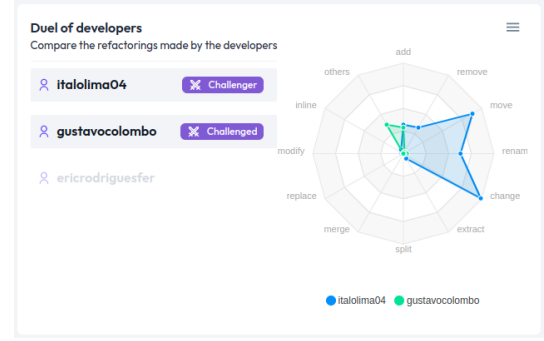 Duel of developers
Compare the refactorings made by the developers
italolima04
Challenger
gustavocolombo
Challenged
ericrodriguesfer
add
remove
move
renam
change
extract
split
merge
replace
modify
inline
others
italolima04
gustavocolombo